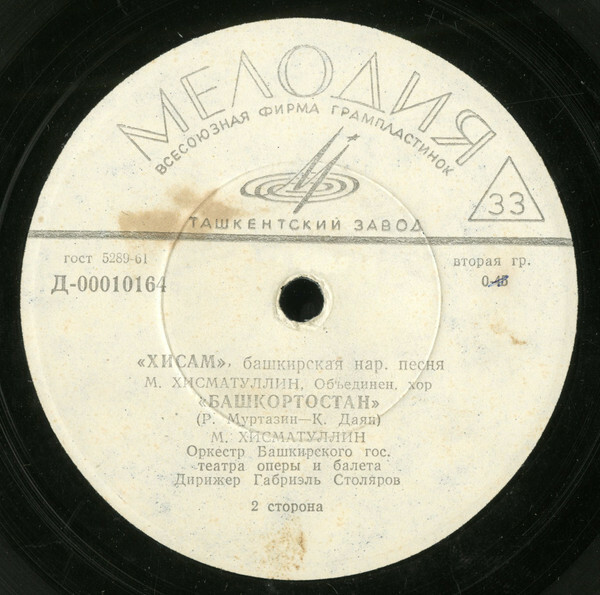 МЕЛОДИЯ
ВСЕСОЮЗНАЯ ФИРМА ГРАМПЛАСТИНОК
33
ТАШКЕНТСКИЙ ЗАВОД
гост 5289-61
вторая гр.
Д-00010164
«ХИСАМ», башкирская нар. песня
М. ХИСМАТУЛЛИН, Объединен. хор
«БАШКОРТОСТАН»
(Р. Муртазин—К. Даян)
М. ХИСМАТУЛЛИН
Оркестр Башкирского гос.
театра оперы и балета
Дирижер Габриэль Столяров
2 сторона